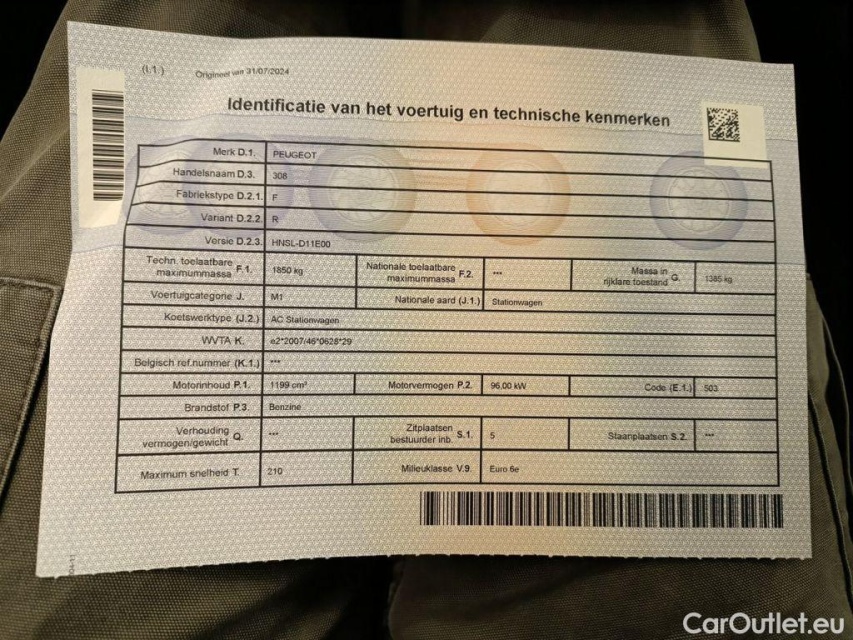 (I.1.) Origineel van 31/07/2024
Identificatie van het voertuig en technische kenmerken
Merk D.1. PEUGEOT
Handelsnaam D.3. 308
Fabriekstype D.2.1. F
Variant D.2.2. R
Versie D.2.3. HNSL-D11E00
Techn. toelaatbare maximummassa F.1. 1850 kg Nationale toelaatbare maximummassa F.2. *** Massa in rijklare toestand G. 1385 kg
Voertuigcategorie J. M1 Nationale aard (J.1.) Stationwagen
Koetswerktype (J.2.) AC Stationwagen
WVTA K. e2*2007/46*0628*29
Belgisch ref.nummer (K.1.) ***
Motorinhoud P.1. 1199 cm³ Motorvermogen P.2. 96,00 kW Code (E.1.) 503
Brandstof P.3. Benzine
Verhouding vermogen/gewicht Q. *** Zitplaatsen bestuurder inb. S.1. 5 Staanplaatsen S.2. ***
Maximum snelheid T. 210 Milieuklasse V.9. Euro 6e
CarOutlet.eu